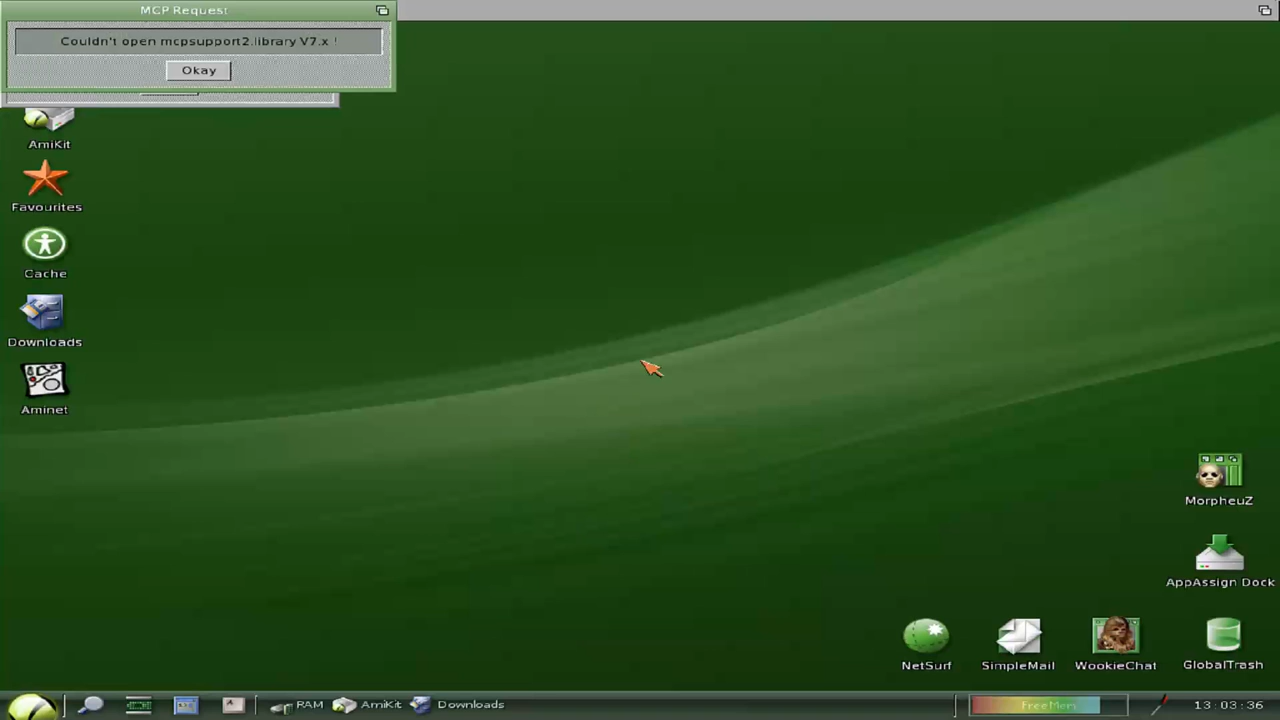 MCP Request
Couldn't open mcpsupport2.library V7.x !
Okay
AmiKit
Favourites
Cache
Downloads
Aminet
MorpheuZ
AppAssign Dock
NetSurf
SimpleMail
WookieChat
GlobalTrash
RAM
AmiKit
Downloads
FreeMem
13:03:36